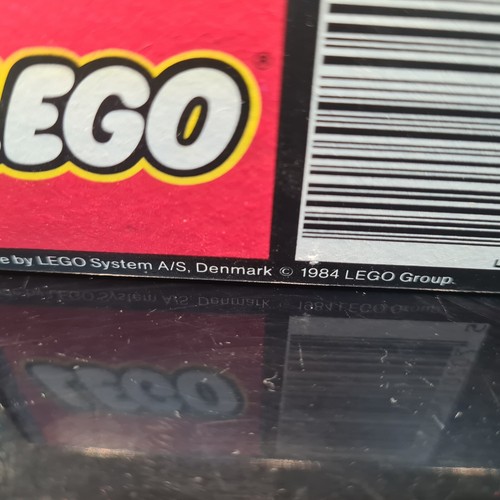 LEGO®
e by LEGO System A/S, Denmark © 1984 LEGO Group.